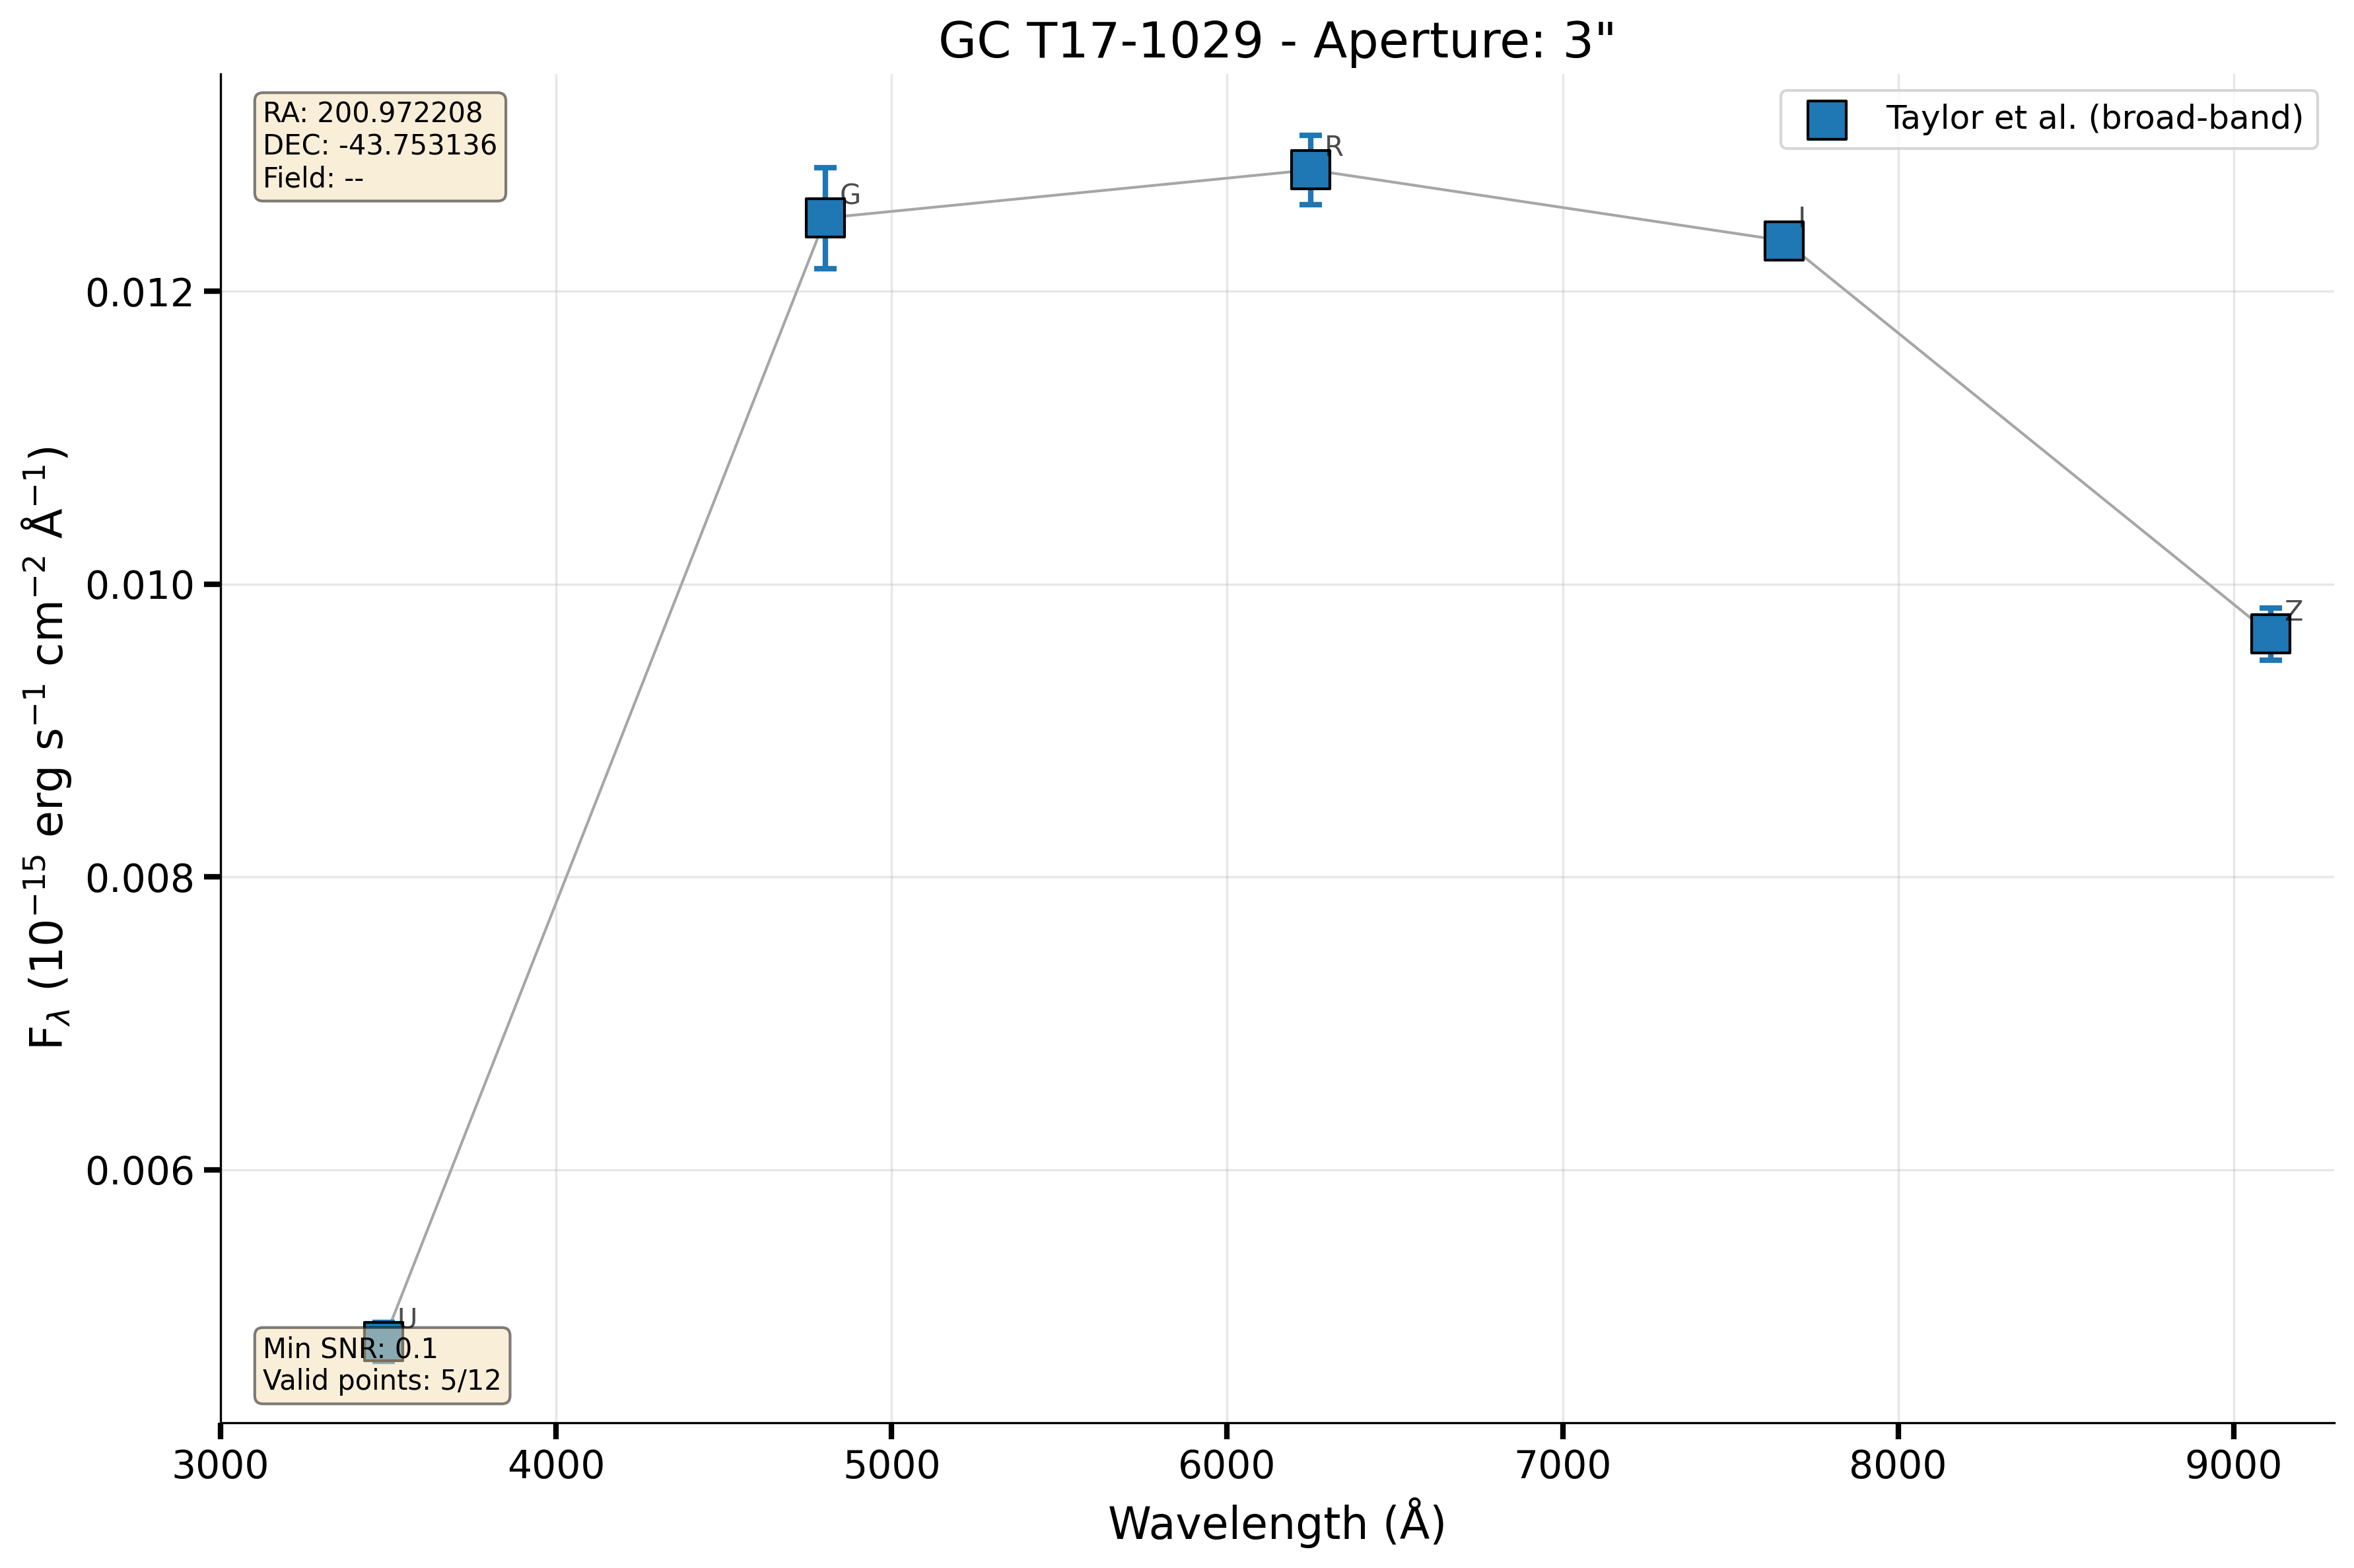 GC T17-1029 - Aperture: 3"
RA: 200.972208
DEC: -43.753136
Field: --
Taylor et al. (broad-band)
G
R
I
Z
U
0.012
0.010
0.008
0.006
F_λ (10⁻¹⁵ erg s⁻¹ cm⁻² Å⁻¹)
Min SNR: 0.1
Valid points: 5/12
3000 4000 5000 6000 7000 8000 9000
Wavelength (Å)